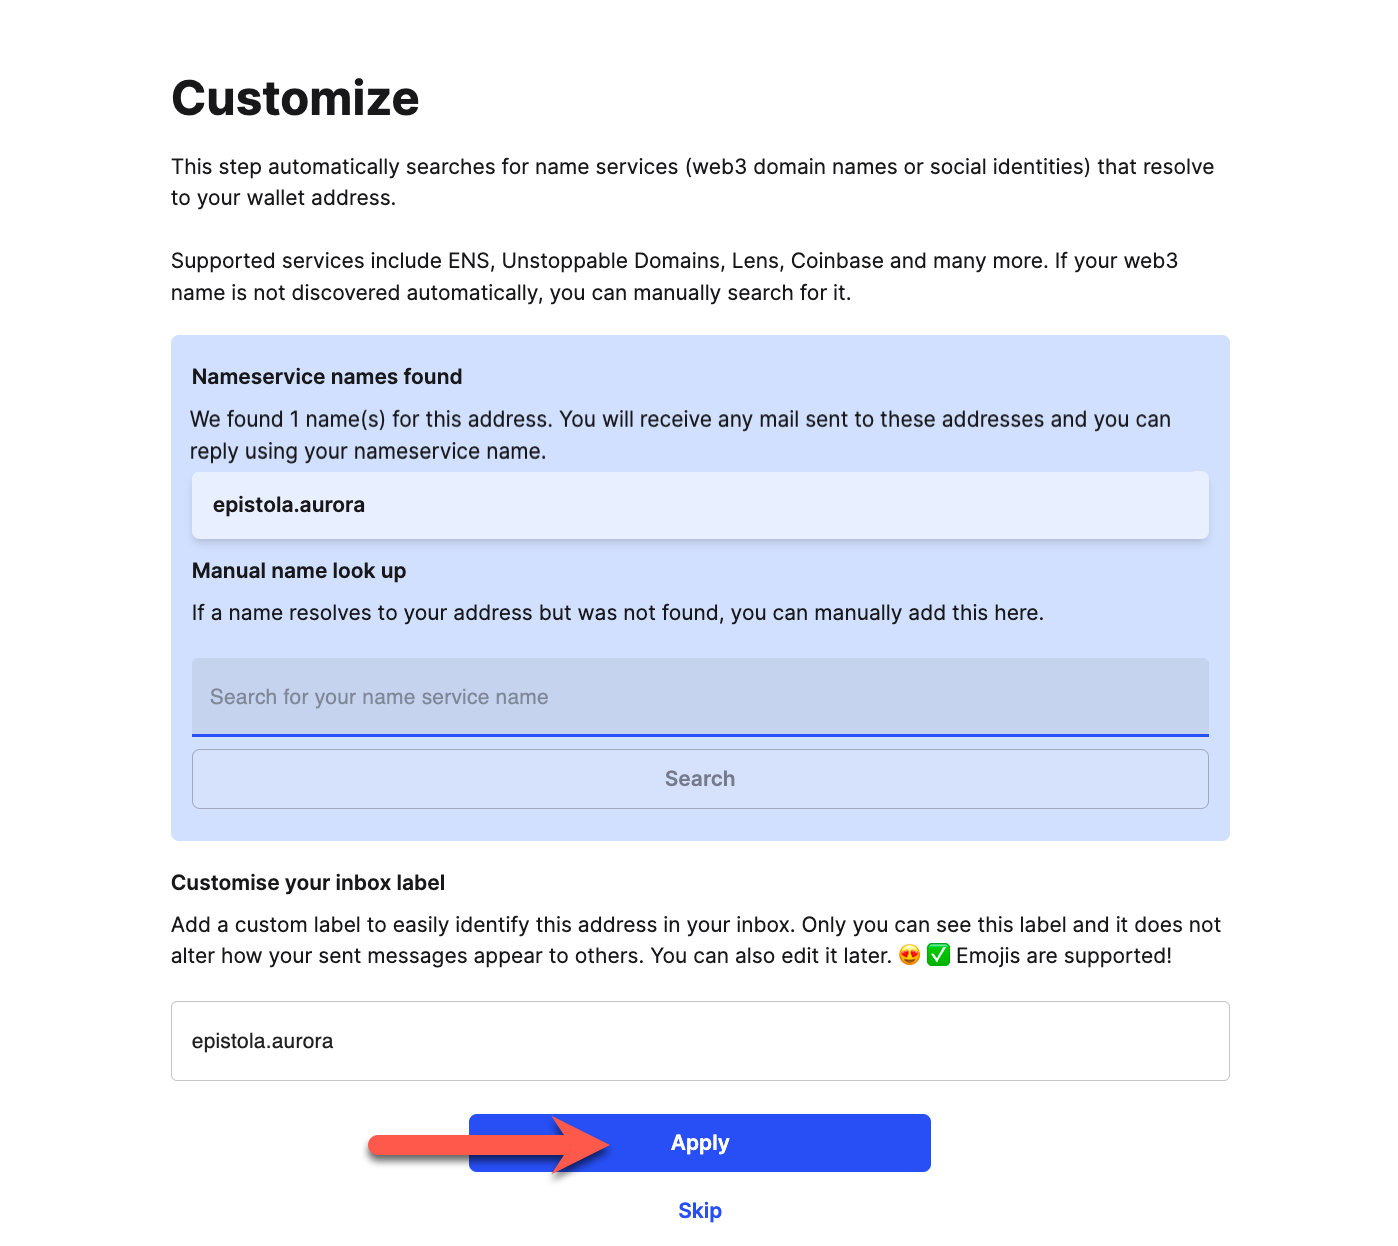 Customize
This step automatically searches for name services (web3 domain names or social identities) that resolve
to your wallet address.
Supported services include ENS, Unstoppable Domains, Lens, Coinbase and many more. If your web3
name is not discovered automatically, you can manually search for it.
Nameservice names found
We found 1 name(s) for this address. You will receive any mail sent to these addresses and you can
reply using your nameservice name.
epistola.aurora
Manual name look up
If a name resolves to your address but was not found, you can manually add this here.
Search for your name service name
Search
Customise your inbox label
Add a custom label to easily identify this address in your inbox. Only you can see this label and it does not
alter how your sent messages appear to others. You can also edit it later. 😍 ✅ Emojis are supported!
epistola.aurora
Apply
Skip